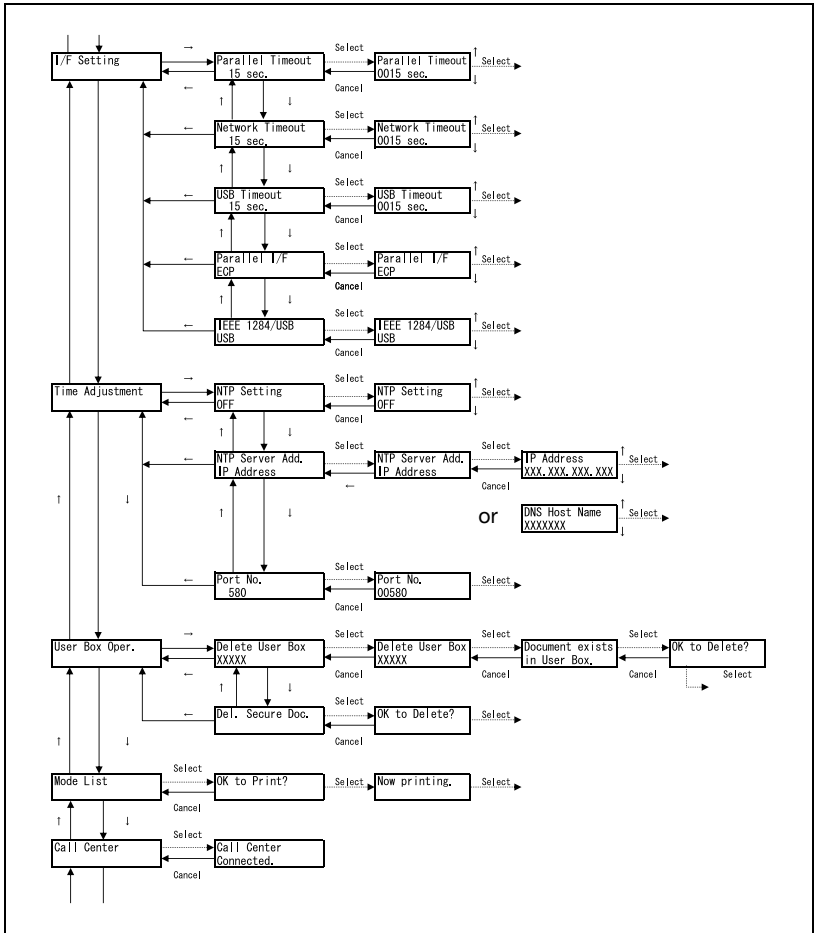 I/F Setting
→
←
Parallel Timeout
15 sec.
Select
Cancel
Parallel Timeout
0015 sec.
↑
Select
↓
↑ ↓
←
Network Timeout
15 sec.
Select
Cancel
Network Timeout
0015 sec.
↑
Select
↓
↑ ↓
←
USB Timeout
15 sec.
Select
Cancel
USB Timeout
0015 sec.
↑
Select
↓
↑ ↓
←
Parallel I/F
ECP
Select
Cancel
Parallel I/F
ECP
↑
Select
↓
↑ ↓
←
IEEE 1284/USB
USB
Select
Cancel
IEEE 1284/USB
USB
↑
Select
↓
Time Adjustment
→
←
NTP Setting
OFF
Select
Cancel
NTP Setting
OFF
↑
Select
↓
↑ ↓
←
NTP Server Add.
IP Address
Select
←
NTP Server Add.
IP Address
Select
Cancel
IP Address
XXX.XXX.XXX.XXX
↑
Select
↓
or
DNS Host Name
XXXXXXX
↑
Select
↓
↑ ↓
↑ ↓
←
Port No.
580
Select
Cancel
Port No.
00580
Select
User Box Oper.
→
←
Delete User Box
XXXXX
Select
Cancel
Delete User Box
XXXXX
Select
Cancel
Document exists
in User Box.
Select
Cancel
OK to Delete?
Select
↑ ↓
←
Del. Secure Doc.
Select
Cancel
OK to Delete?
Select
↑ ↓
Mode List
Select
Cancel
OK to Print?
Select
Now printing.
Select
↑ ↓
Call Center
Select
Cancel
Call Center
Connected.